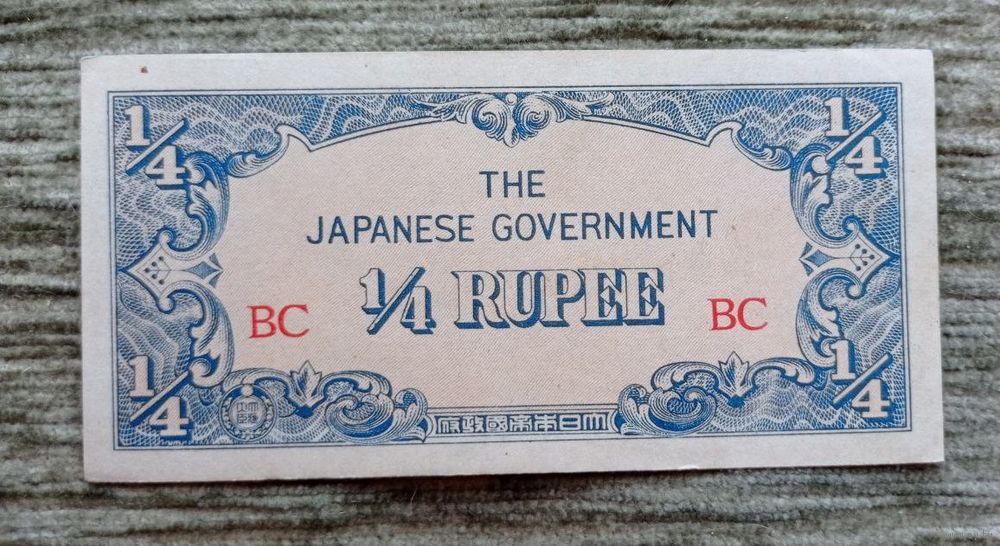 1/4 1/4
THE
JAPANESE GOVERNMENT
1/4 RUPEE
BC BC
1/4 1/4
府政國帝本日大